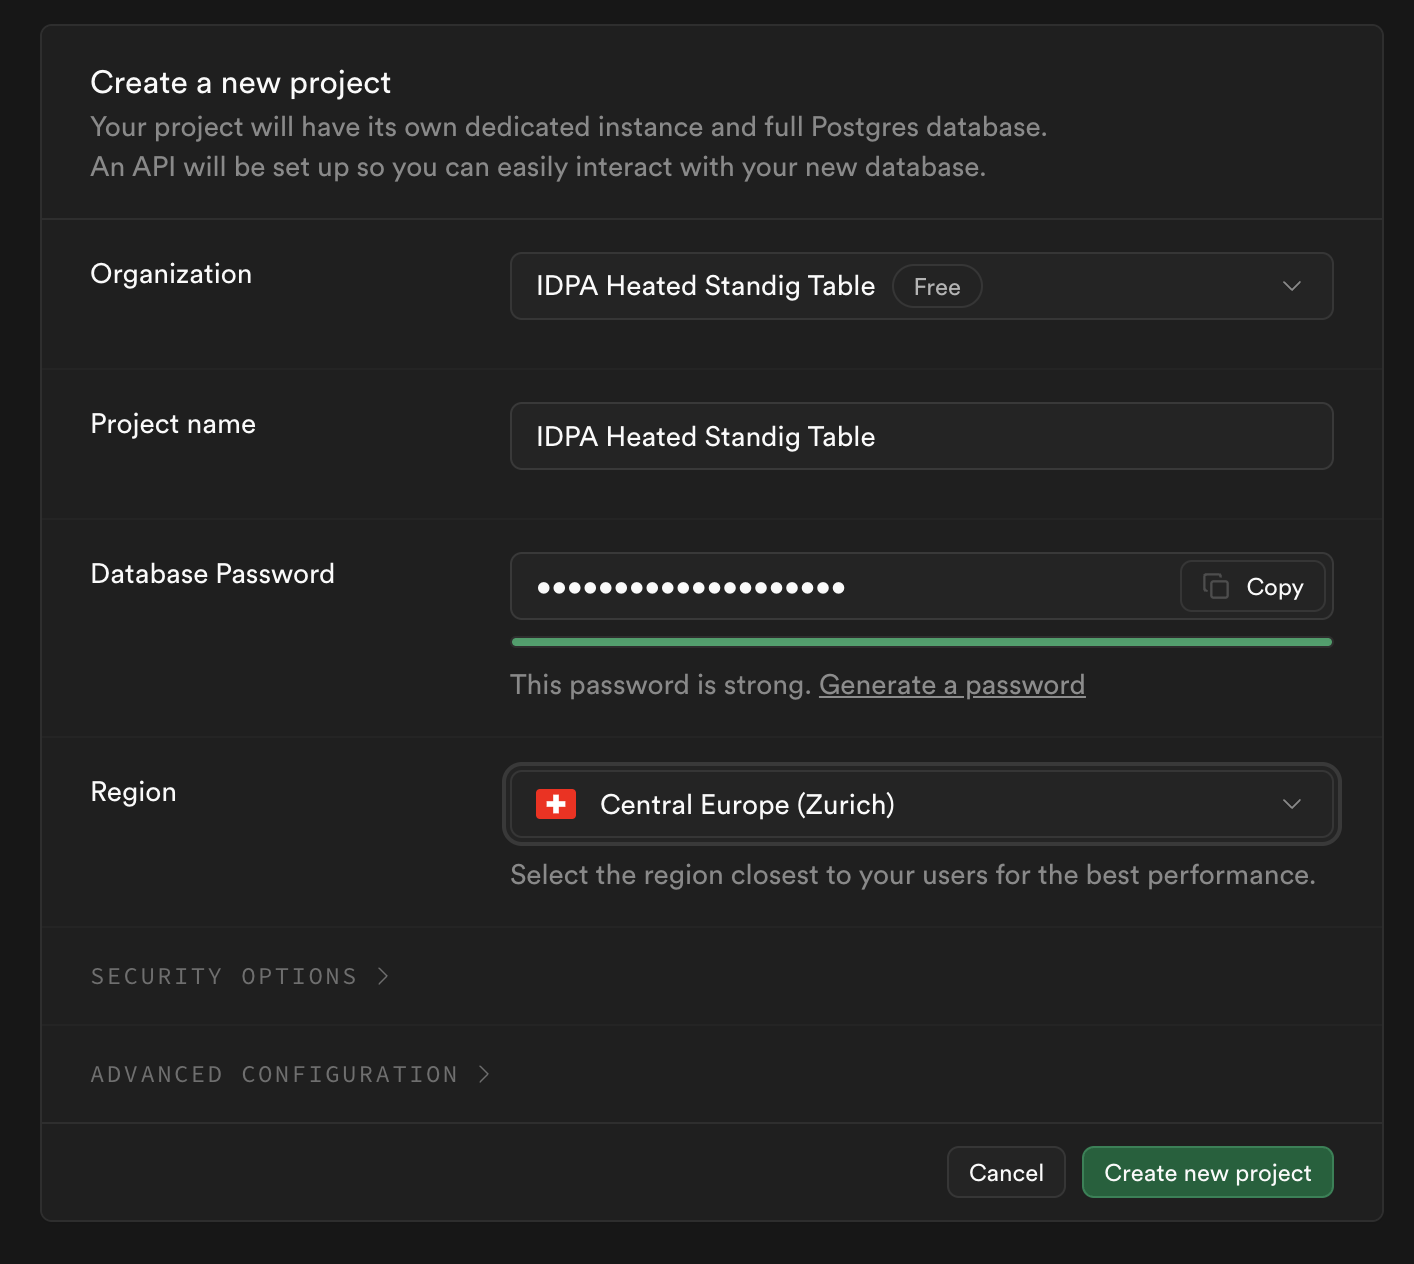 Create a new project
Your project will have its own dedicated instance and full Postgres database.
An API will be set up so you can easily interact with your new database.
Organization
IDPA Heated Standig Table Free
Project name
IDPA Heated Standig Table
Database Password
●●●●●●●●●●●●●●●●●●●● Copy
This password is strong. Generate a password
Region
Central Europe (Zurich)
Select the region closest to your users for the best performance.
SECURITY OPTIONS
ADVANCED CONFIGURATION
Cancel Create new project